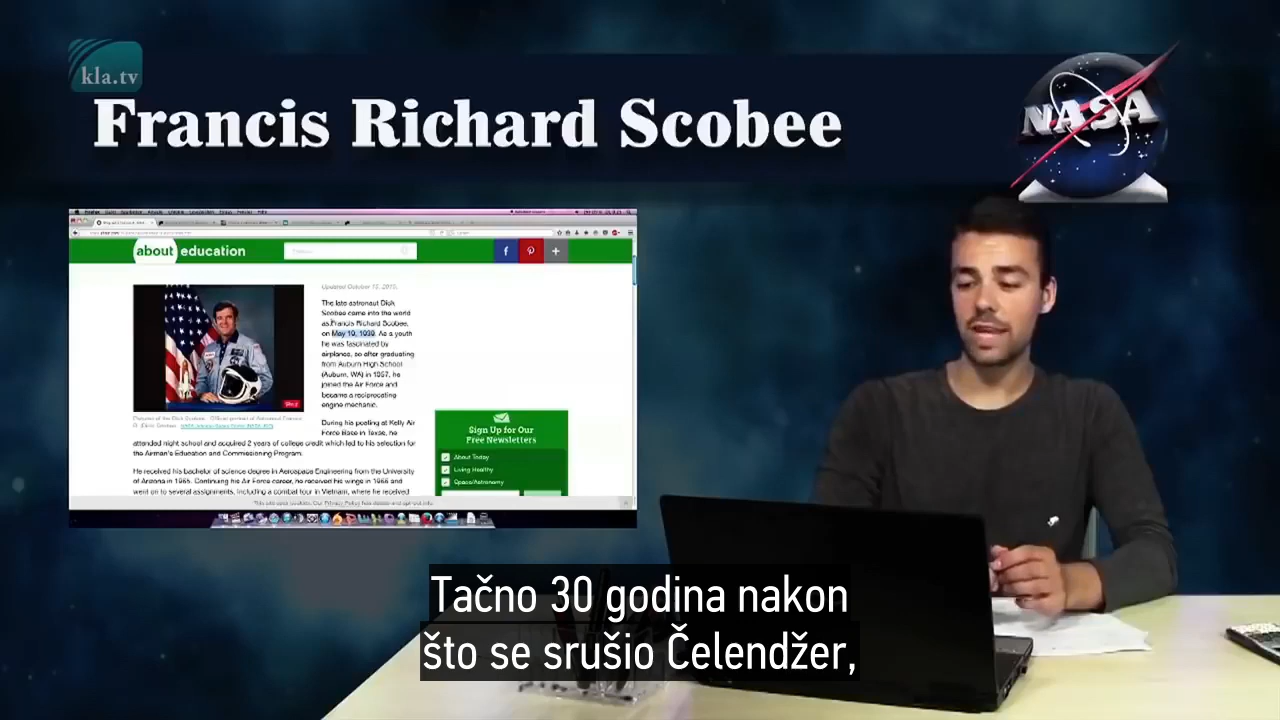 kla.tv
Francis Richard Scobee
NASA
about education
Updated October 15, 2015.
The late astronaut Dick
Scobee came into the world
as Francis Richard Scobee,
on May 19, 1939. As a youth
he was fascinated by
airplanes, so after graduating
from Auburn High School
(Auburn, WA) in 1957, he
joined the Air Force and
became a reciprocating
engine mechanic.
During his posting at Kelly Air
Force Base in Texas, he
attended night school and acquired 2 years of college credit which led to his selection for
the Airman's Education and Commissioning Program.
He received his bachelor of science degree in Aerospace Engineering from the University
of Arizona in 1965. Continuing his Air Force career, he received his wings in 1966 and
went on to several assignments, including a combat tour in Vietnam, where he received
Sign Up for Our
Free Newsletters
About Today
Living Healthy
Space/Astronomy
Tačno 30 godina nakon
što se srušio Čelendžer,